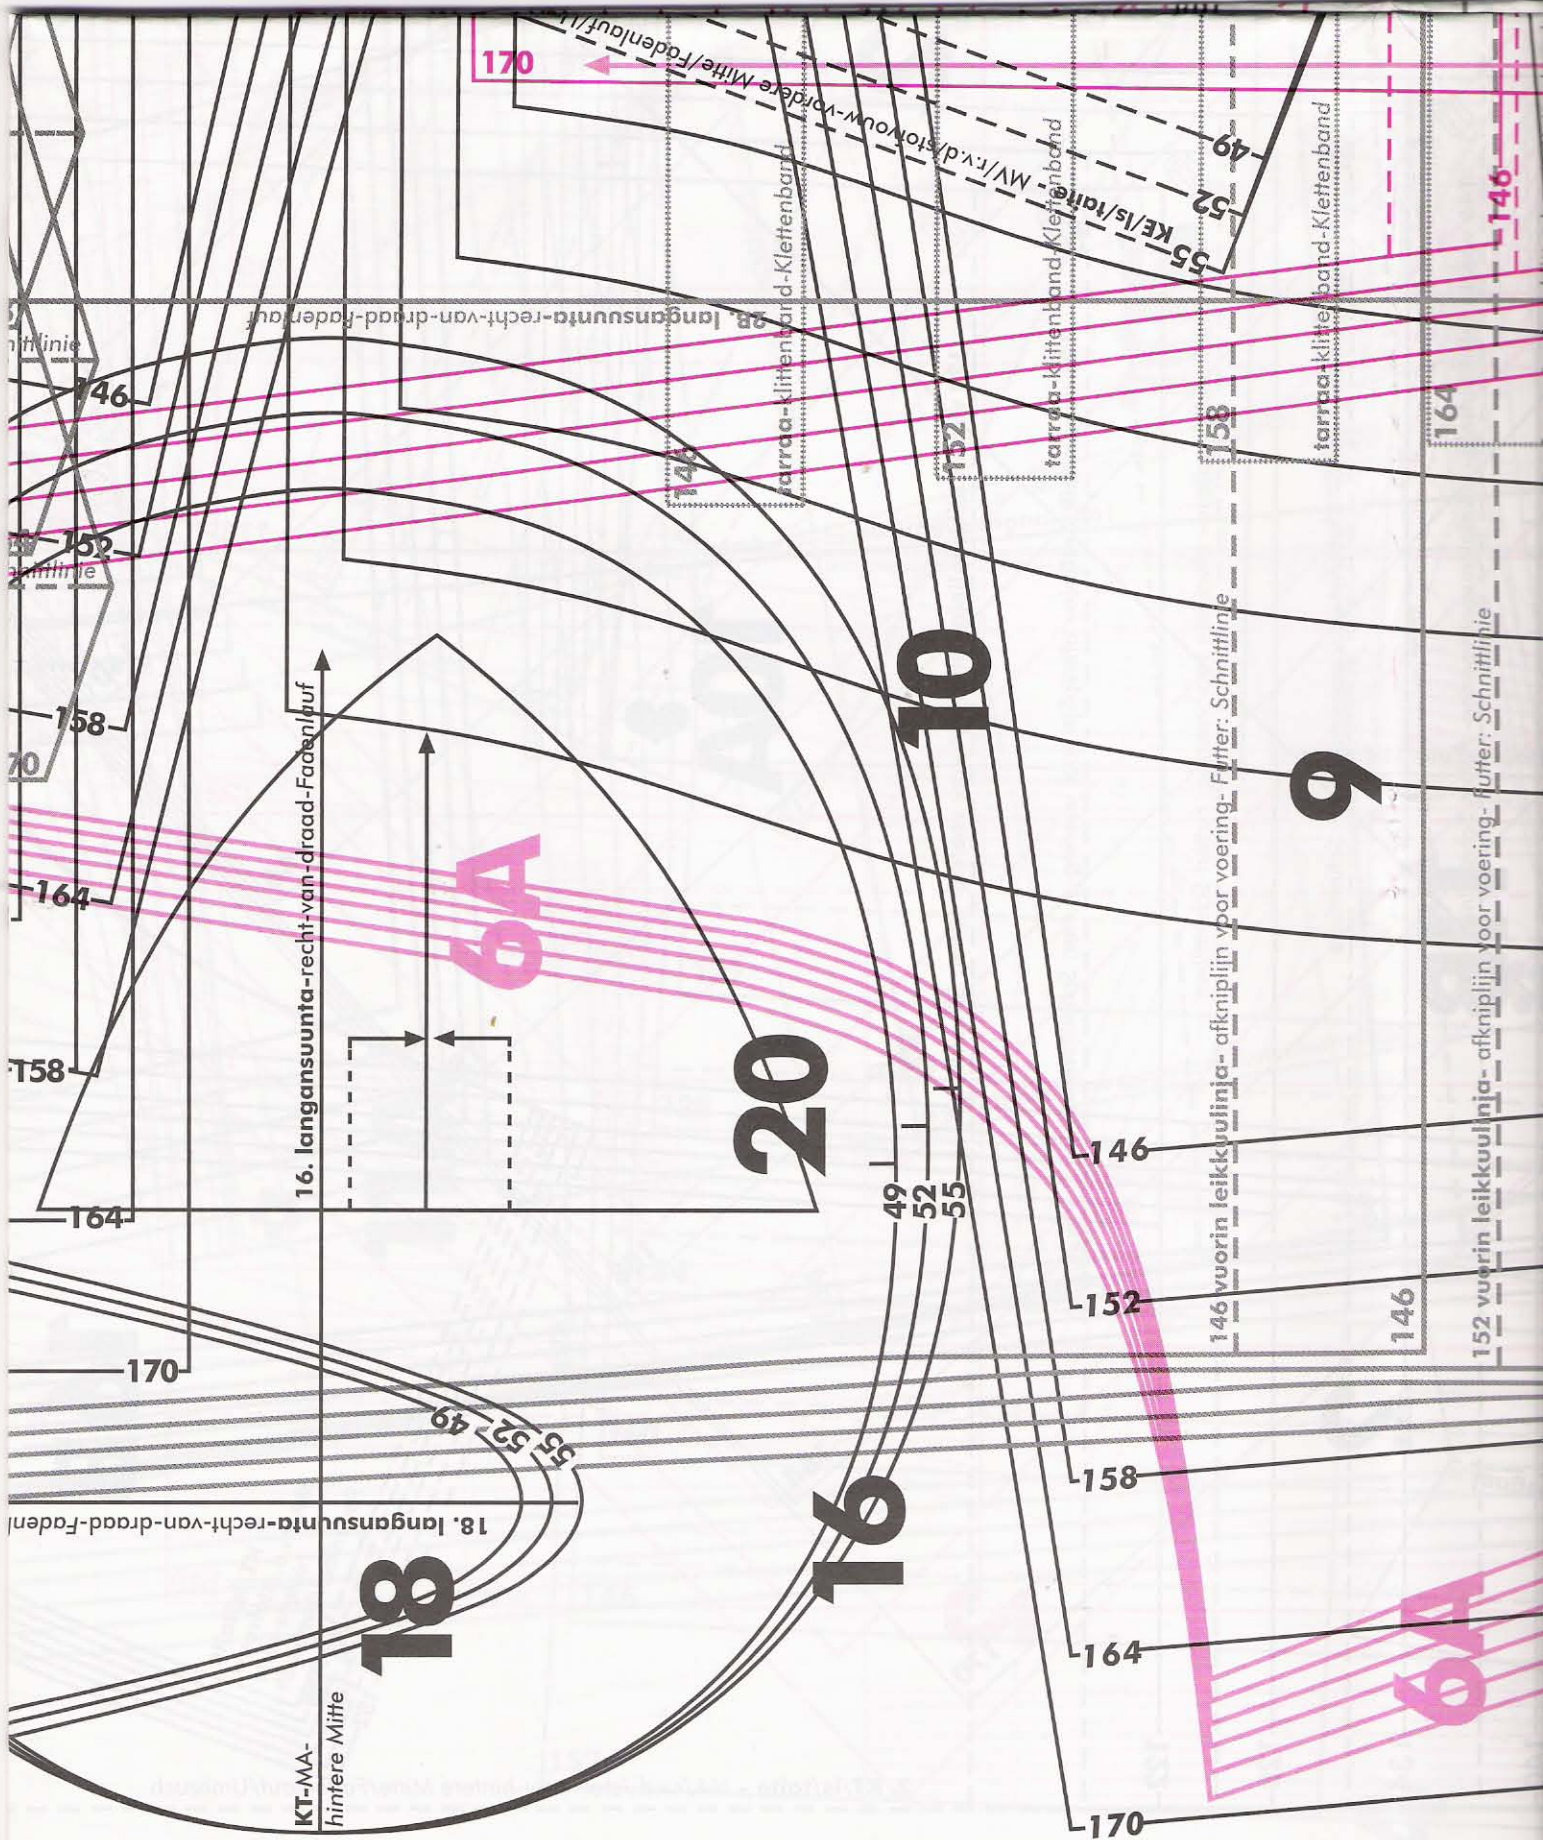 170
2B. langansuunta-recht-van-draad-Fadenlauf
MV/r.v.d/stofvouw-vordere Mitte/Fadenlauf/
KE/ls/taite
49
52
55
tarraa-klittenband-Klettenband
tarraa-klittenband-Klettenband
tarraa-klittenband-Klettenband
146
152
158
164
146
146
152
158
70
164
158
164
170
10
9
6A
20
16. langansuunta-recht-van-draad-Fadenlauf
49
52
55
146
152
158
164
170
146 vuorin leikkuulinja- afkniplijn voor voering- Futter: Schnittlinie
146
152 vuorin leikkuulinja- afkniplijn voor voering- Futter: Schnittlinie
49
52
55
18. langansuunta-recht-van-draad-Fadenl
18
16
6A
KT-MA-
hintere Mitte